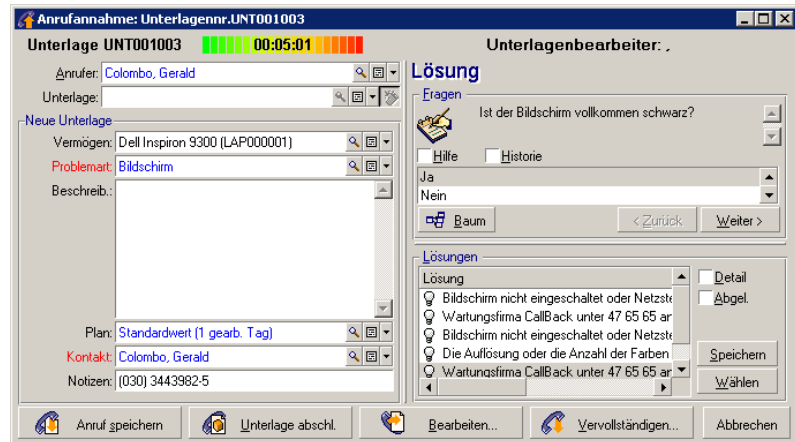 Anrufannahme: Unterlagennr.UNT001003
Unterlage UNT001003
00:05:01
Unterlagenbearbeiter: ,
Anrufer: Colombo, Gerald
Unterlage:
Neue Unterlage
Vermögen: Dell Inspiron 9300 (LAP000001)
Problemart: Bildschirm
Beschreib.:
Plan: Standardwert (1 gearb. Tag)
Kontakt: Colombo, Gerald
Notizen: (030) 3443982-5
Lösung
Fragen
Ist der Bildschirm vollkommen schwarz?
Hilfe Historie
Ja
Nein
Baum < Zurück Weiter >
Lösungen
Lösung
Detail
Abgel.
Bildschirm nicht eingeschaltet oder Netzste
Wartungsfirma CallBack unter 47 65 65 ar
Bildschirm nicht eingeschaltet oder Netzste
Die Auflösung oder die Anzahl der Farben
Wartungsfirma CallBack unter 47 65 65 ar
Speichern
Wählen
Anruf speichern Unterlage abschl. Bearbeiten... Vervollständigen... Abbrechen